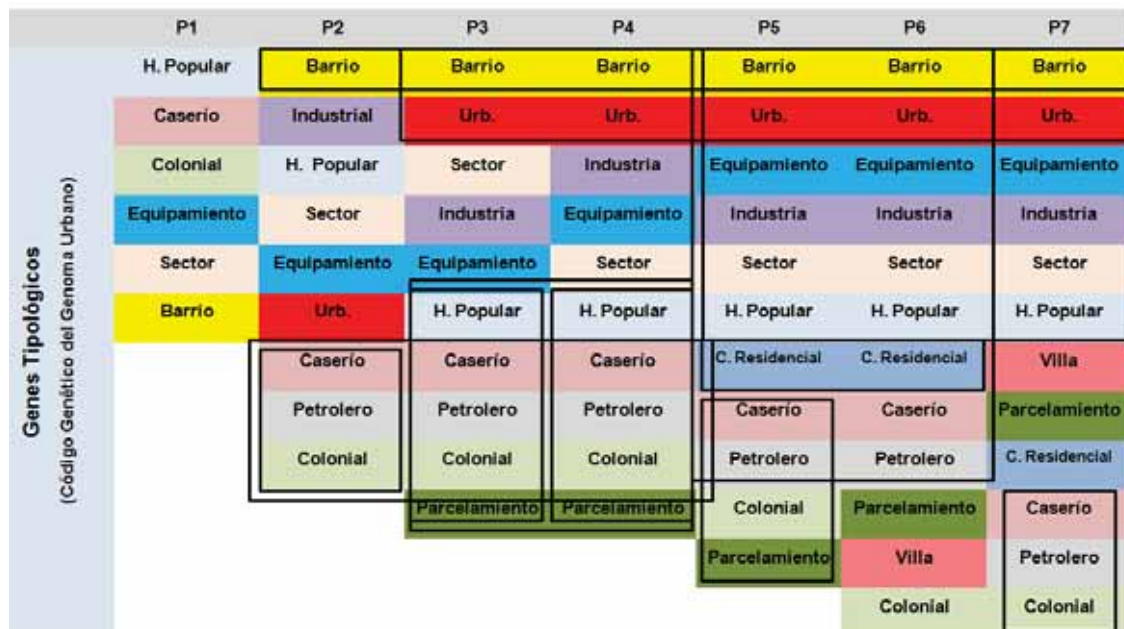 P1 P2 P3 P4 P5 P6 P7
H. Popular Barrio Barrio Barrio Barrio Barrio Barrio
Caserío Industrial Urb. Urb. Urb. Urb. Urb.
Colonial H. Popular Sector Industria Equipamiento Equipamiento Equipamiento
Equipamiento Sector Industria Equipamiento Industria Industria Industria
Sector Equipamiento Equipamiento Sector Sector Sector Sector
Barrio Urb. H. Popular H. Popular H. Popular H. Popular H. Popular
Caserío Caserío Caserío C. Residencial C. Residencial Villa
Petrolero Petrolero Petrolero Caserío Caserío Parcelamiento
Colonial Colonial Colonial Petrolero Petrolero C. Residencial
Parcelamiento Parcelamiento Colonial Parcelamiento Caserío
Parcelamiento Villa Petrolero
Colonial Colonial
Genes Tipológicos
(Código Genético del Genoma Urbano)